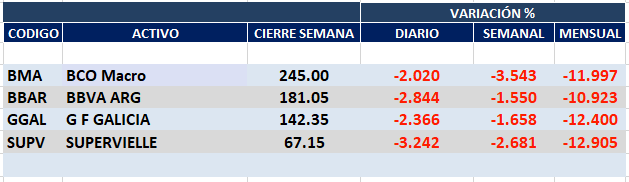 VARIACIÓN %
CODIGO ACTIVO CIERRE SEMANA DIARIO SEMANAL MENSUAL
BMA BCO Macro 245.00 -2.020 -3.543 -11.997
BBAR BBVA ARG 181.05 -2.844 -1.550 -10.923
GGAL G F GALICIA 142.35 -2.366 -1.658 -12.400
SUPV SUPERVIELLE 67.15 -3.242 -2.681 -12.905